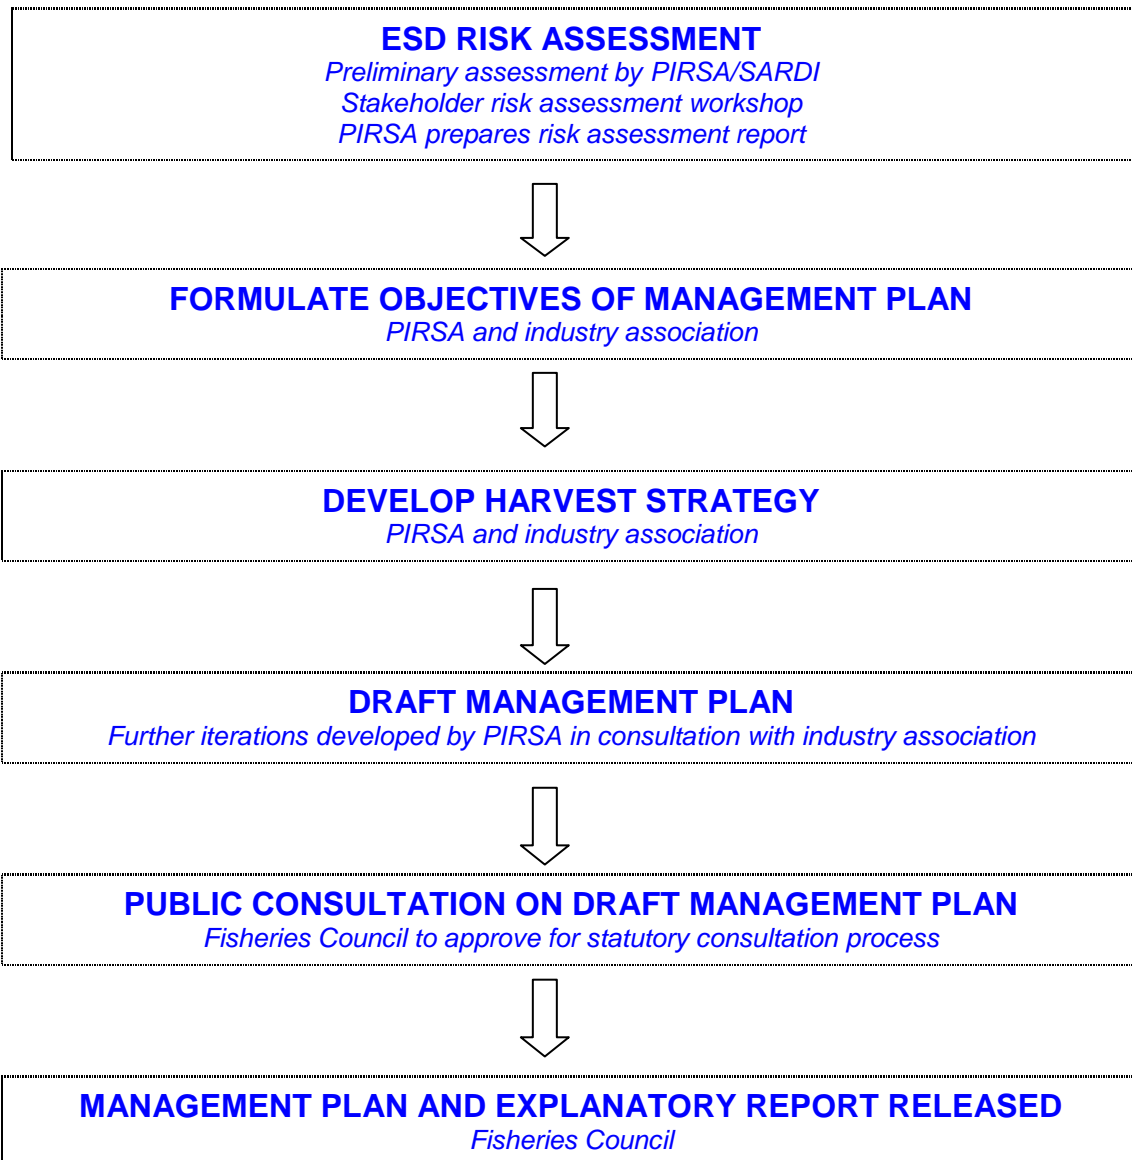 ESD RISK ASSESSMENT
Preliminary assessment by PIRSA/SARDI
Stakeholder risk assessment workshop
PIRSA prepares risk assessment report
FORMULATE OBJECTIVES OF MANAGEMENT PLAN
PIRSA and industry association
DEVELOP HARVEST STRATEGY
PIRSA and industry association
DRAFT MANAGEMENT PLAN
Further iterations developed by PIRSA in consultation with industry association
PUBLIC CONSULTATION ON DRAFT MANAGEMENT PLAN
Fisheries Council to approve for statutory consultation process
MANAGEMENT PLAN AND EXPLANATORY REPORT RELEASED
Fisheries Council